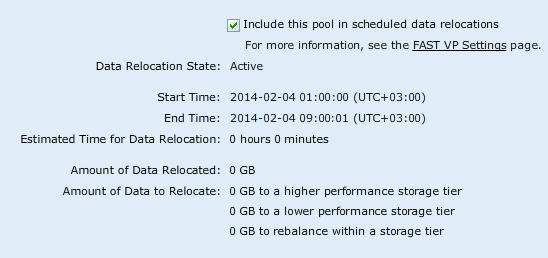 Include this pool in scheduled data relocations
For more information, see the FAST VP Settings page.
Data Relocation State: Active
Start Time: 2014-02-04 01:00:00 (UTC+03:00)
End Time: 2014-02-04 09:00:01 (UTC+03:00)
Estimated Time for Data Relocation: 0 hours 0 minutes
Amount of Data Relocated: 0 GB
Amount of Data to Relocate: 0 GB to a higher performance storage tier
0 GB to a lower performance storage tier
0 GB to rebalance within a storage tier